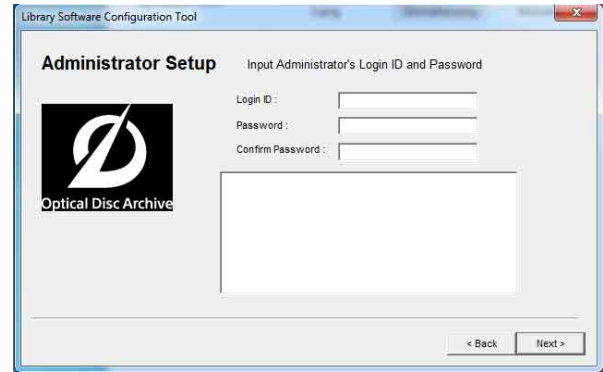 Library Software Configuration Tool
Administrator Setup
Input Administrator's Login ID and Password
Login ID :
Password :
Confirm Password :
Optical Disc Archive
< Back
Next >